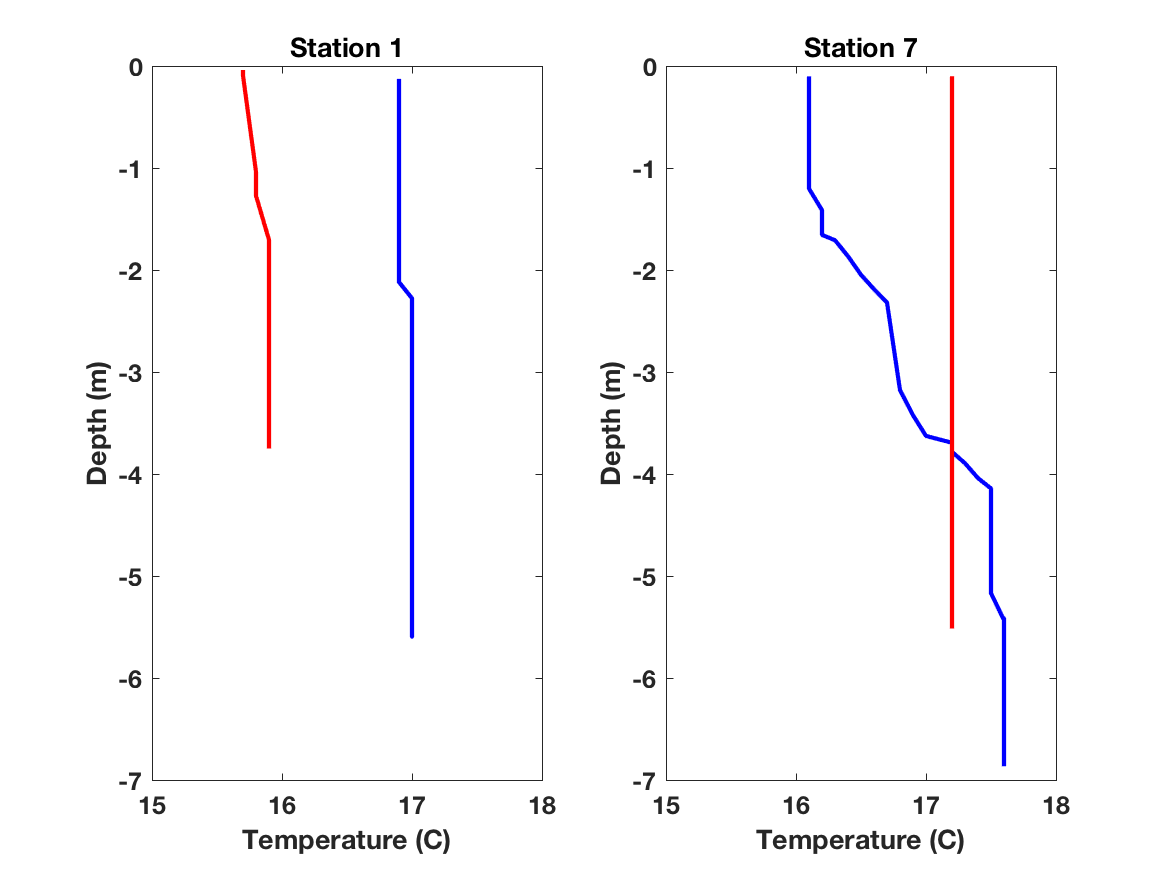 Station 1
0
-1
-2
-3
-4
-5
-6
-7
Depth (m)
15 16 17 18
Temperature (C)
Station 7
0
-1
-2
-3
-4
-5
-6
-7
Depth (m)
15 16 17 18
Temperature (C)